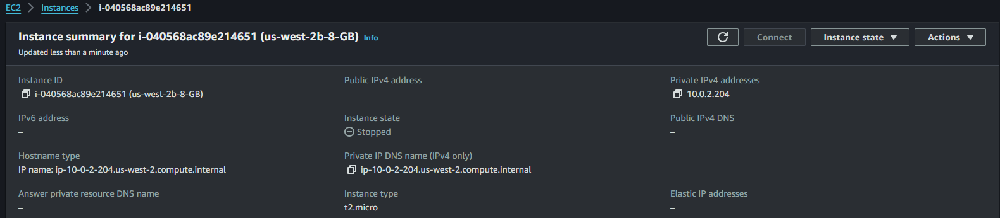 EC2 > Instances > i-040568ac89e214651
Instance summary for i-040568ac89e214651 (us-west-2b-8-GB) Info
Updated less than a minute ago
Connect
Instance state
Actions
Instance ID
i-040568ac89e214651 (us-west-2b-8-GB)
Public IPv4 address
–
Private IPv4 addresses
10.0.2.204
IPv6 address
–
Instance state
Stopped
Public IPv4 DNS
–
Hostname type
IP name: ip-10-0-2-204.us-west-2.compute.internal
Private IP DNS name (IPv4 only)
ip-10-0-2-204.us-west-2.compute.internal
Answer private resource DNS name
–
Instance type
t2.micro
Elastic IP addresses
–